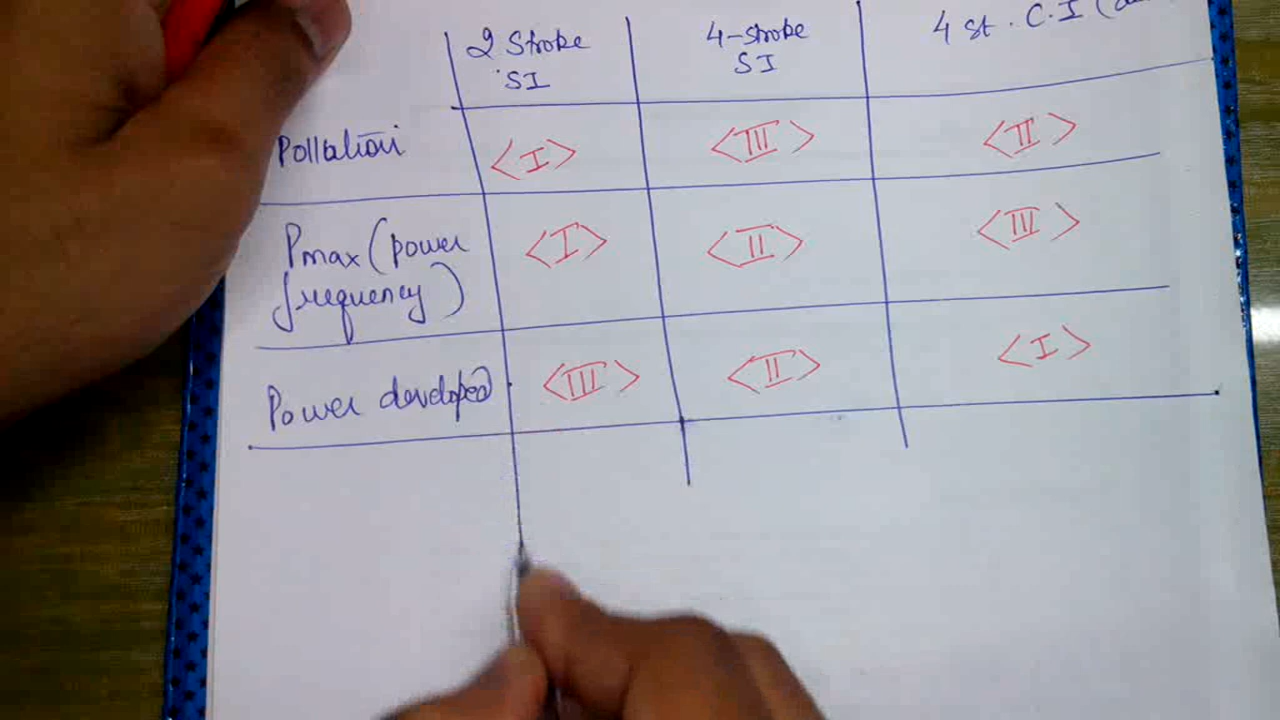 2 Stroke
SI
4-stroke
SI
4 st. C.I (
Pollution
<I>
<III>
<II>
Pmax (power
frequency)
<I>
<II>
<III>
Power developed
<III>
<II>
<I>